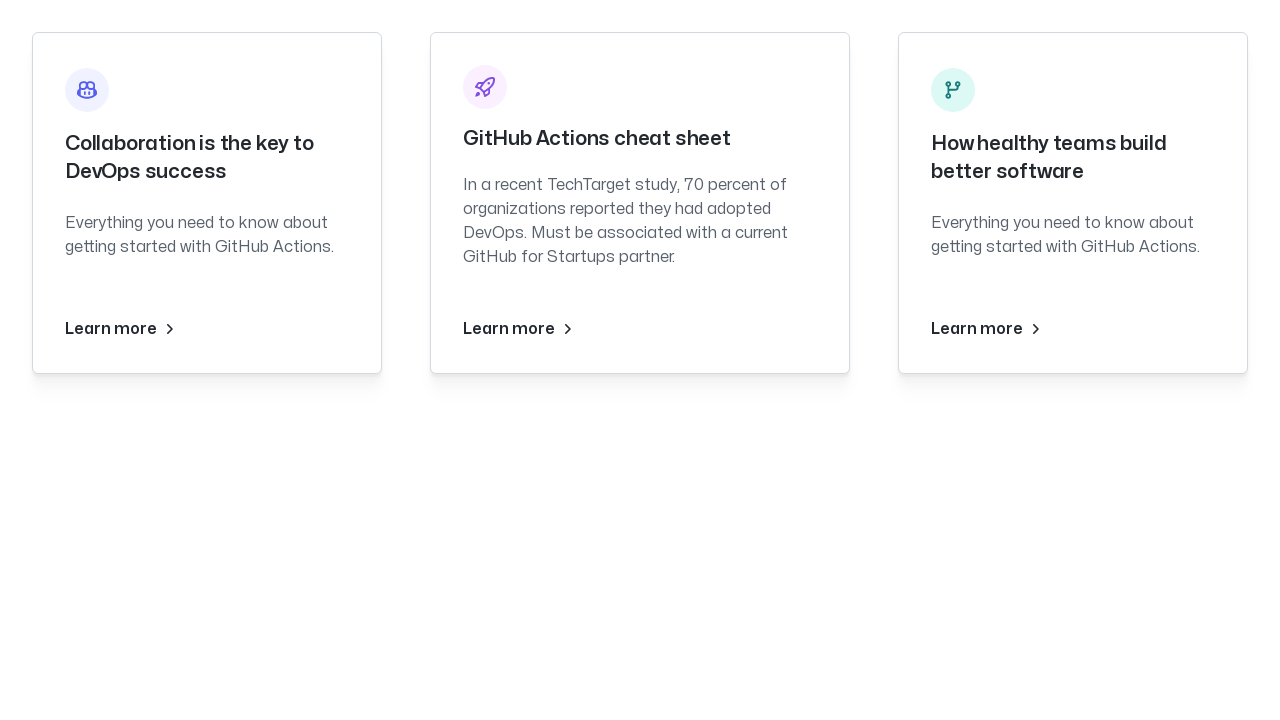 Collaboration is the key to
DevOps success
Everything you need to know about
getting started with GitHub Actions.
Learn more
GitHub Actions cheat sheet
In a recent TechTarget study, 70 percent of
organizations reported they had adopted
DevOps. Must be associated with a current
GitHub for Startups partner.
Learn more
How healthy teams build
better software
Everything you need to know about
getting started with GitHub Actions.
Learn more